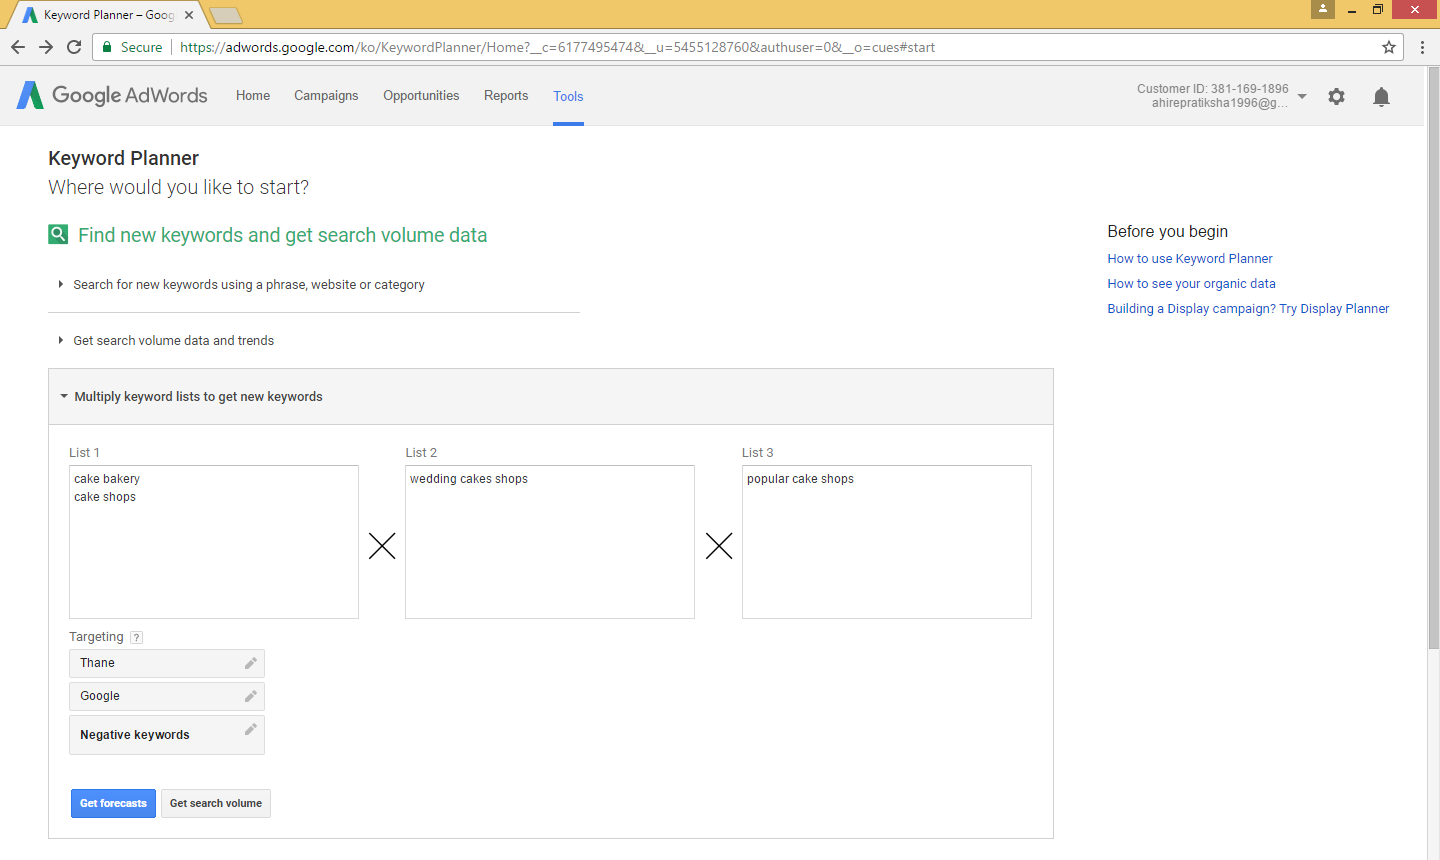 Keyword Planner – Goog
Secure
https://adwords.google.com/ko/KeywordPlanner/Home?__c=6177495474&__u=5455128760&authuser=0&__o=cues#start
Google AdWords
Home
Campaigns
Opportunities
Reports
Tools
Customer ID: 381-169-1896
ahirepratiksha1996@g...
Keyword Planner
Where would you like to start?
Find new keywords and get search volume data
Search for new keywords using a phrase, website or category
Get search volume data and trends
Before you begin
How to use Keyword Planner
How to see your organic data
Building a Display campaign? Try Display Planner
Multiply keyword lists to get new keywords
List 1
List 2
List 3
cake bakery
cake shops
wedding cakes shops
popular cake shops
Targeting ?
Thane
Google
Negative keywords
Get forecasts
Get search volume